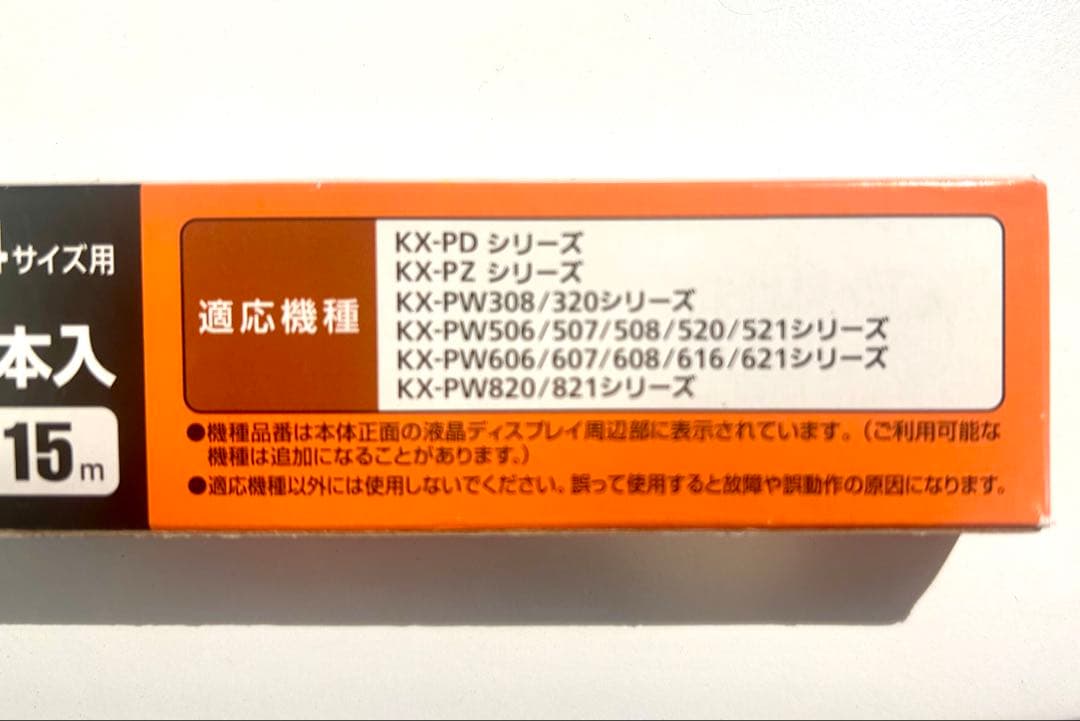 サイズ用
本入
15m
適応機種
KX-PD シリーズ
KX-PZ シリーズ
KX-PW308/320シリーズ
KX-PW506/507/508/520/521シリーズ
KX-PW606/607/608/616/621シリーズ
KX-PW820/821シリーズ
●機種品番は本体正面の液晶ディスプレイ周辺部に表示されています。（ご利用可能な
機種は追加になることがあります。）
●適応機種以外には使用しないでください。誤って使用すると故障や誤動作の原因になります。